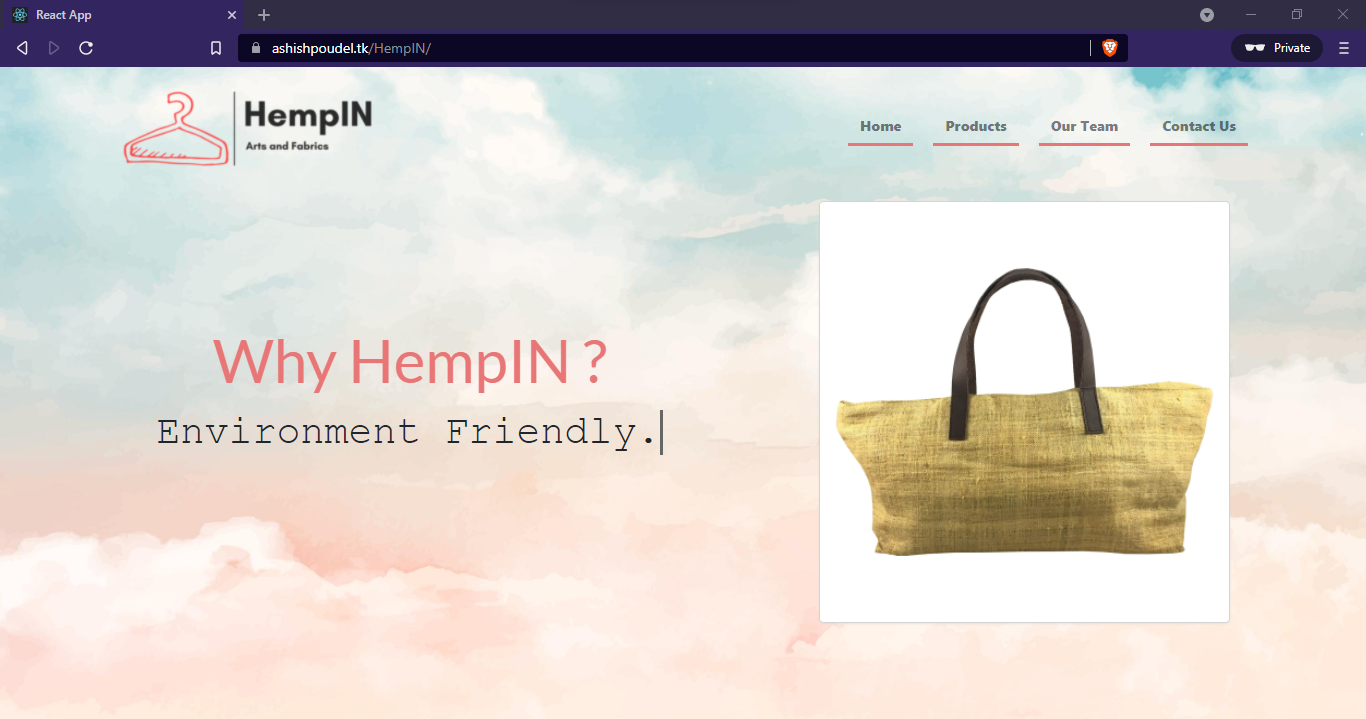 React App
ashishpoudel.tk/HempIN/
Private
HempIN
Arts and Fabrics
Home
Products
Our Team
Contact Us
Why HempIN ?
Environment Friendly.